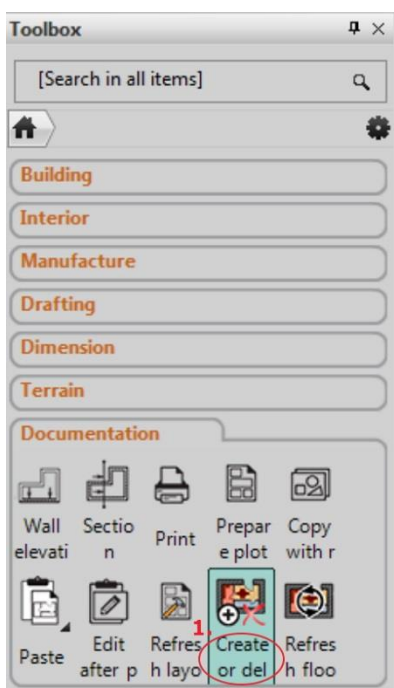 Toolbox
[Search in all items]
Building
Interior
Manufacture
Drafting
Dimension
Terrain
Documentation
Wall Sectio Print Prepar Copy
elevati n e plot with r
1.
Paste Edit Refres Create Refres
after p h layo or del h floo